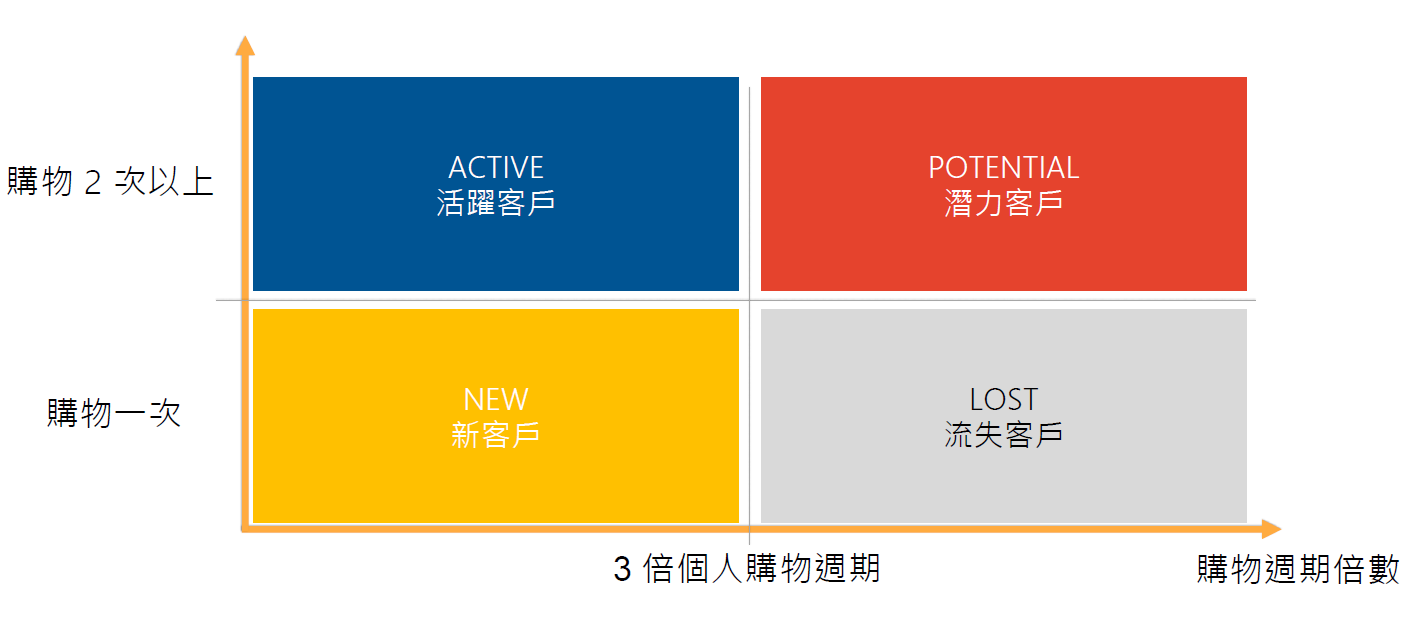 購物 2 次以上
ACTIVE
活躍客戶
POTENTIAL
潛力客戶
購物一次
NEW
新客戶
LOST
流失客戶
3 倍個人購物週期
購物週期倍數